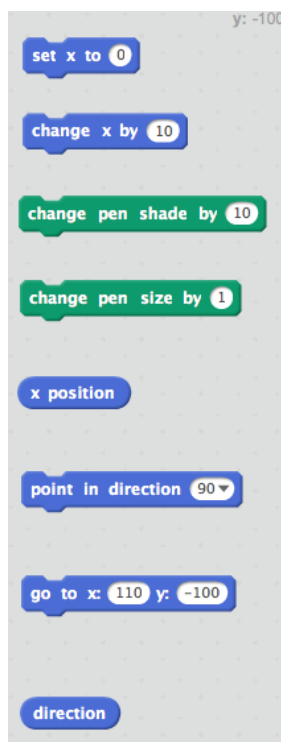 y: -100
set x to 0
change x by 10
change pen shade by 10
change pen size by 1
x position
point in direction 90
go to x: 110 y: -100
direction